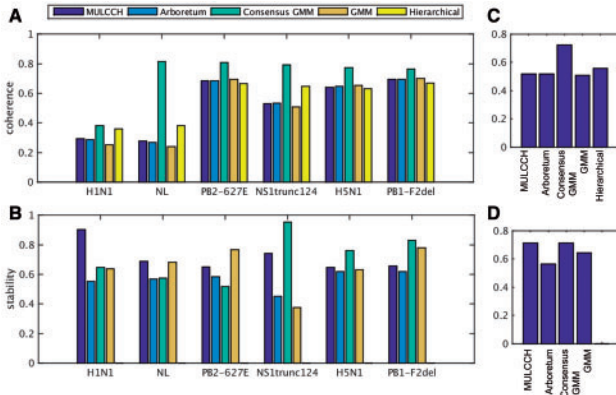 A
MULCCH Arboretum Consensus GMM GMM Hierarchical
coherence
1
0.8
0.6
0.4
0.2
0
H1N1 NL PB2-627E NS1trunc124 H5N1 PB1-F2del
B
stability
1
0.8
0.6
0.4
0.2
0
H1N1 NL PB2-627E NS1trunc124 H5N1 PB1-F2del
C
0.8
0.6
0.4
0.2
0
MULCCH
Arboretum
Consensus
GMM
GMM
Hierarchical
D
0.8
0.6
0.4
0.2
0
MULCCH
Arboretum
Consensus
GMM
GMM